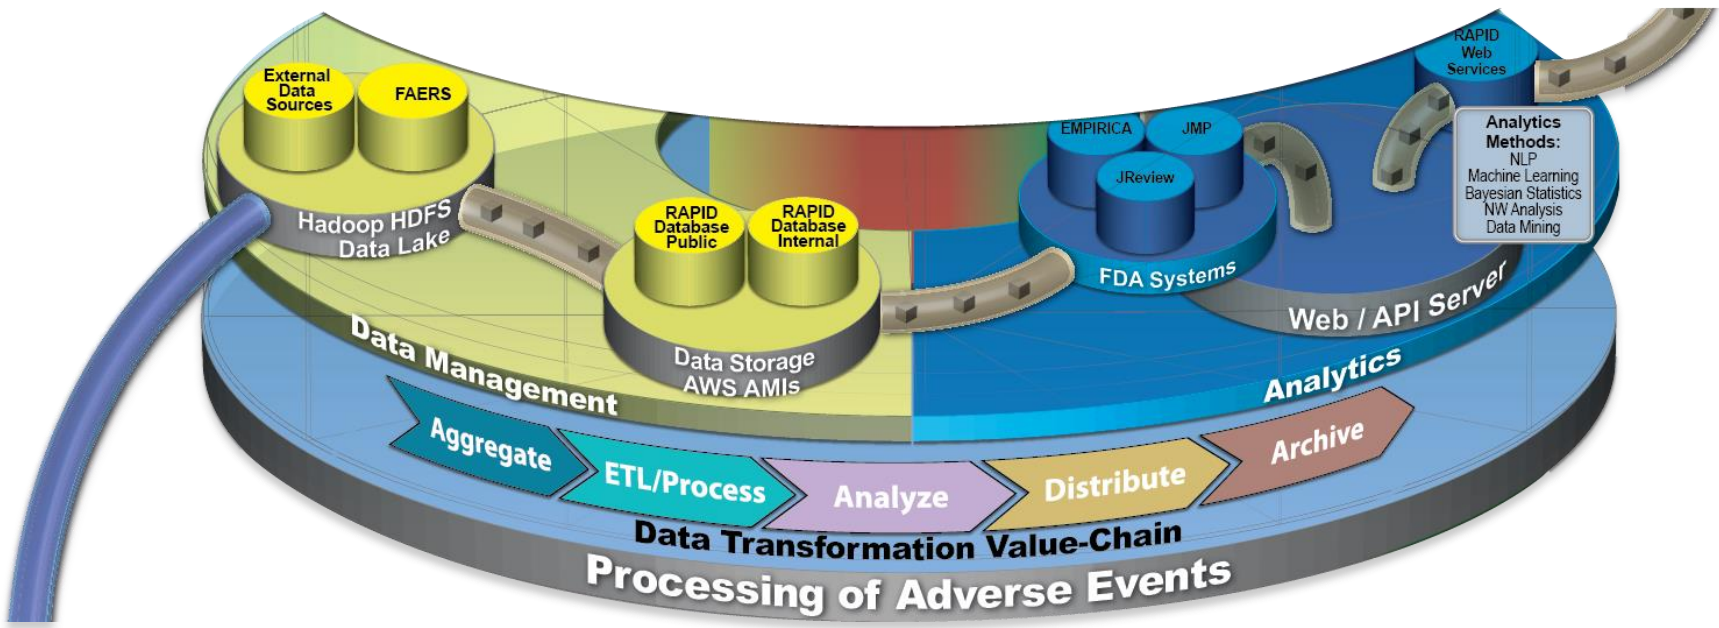 External
Data
Sources
FAERS
Hadoop HDFS
Data Lake
RAPID
Database
Public
RAPID
Database
Internal
Data Storage
AWS AMIs
Data Management
EMPIRICA
JMP
JReview
FDA Systems
RAPID
Web
Services
Analytics
Methods:
NLP
Machine Learning
Bayesian Statistics
NW Analysis
Data Mining
Web / API Server
Analytics
Aggregate
ETL/Process
Analyze
Distribute
Archive
Data Transformation Value-Chain
Processing of Adverse Events